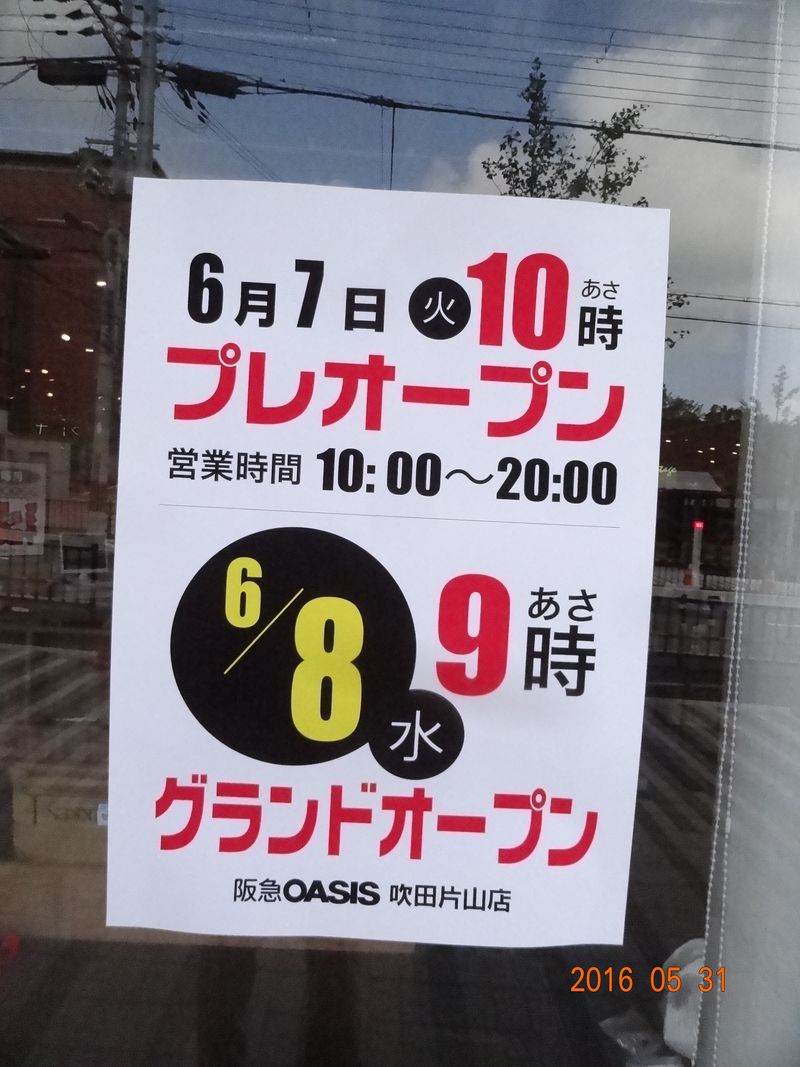 6月7日 火 10時
あさ
プレオープン
営業時間 10:00～20:00
6/8 水 9時
あさ
グランドオープン
阪急OASIS 吹田片山店
2016 05 31